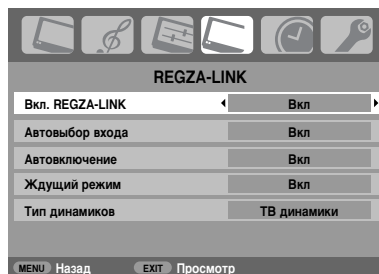 REGZA-LINK
Вкл. REGZA-LINK Вкл
Автовыбор входа Вкл
Автовключение Вкл
Ждущий режим Вкл
Тип динамиков ТВ динамики
MENU Назад EXIT Просмотр